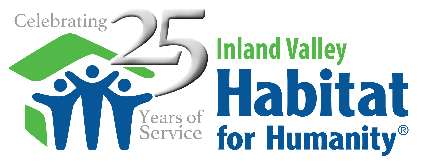 Celebrating
25
Years of
Service
Inland Valley
Habitat
for Humanity®